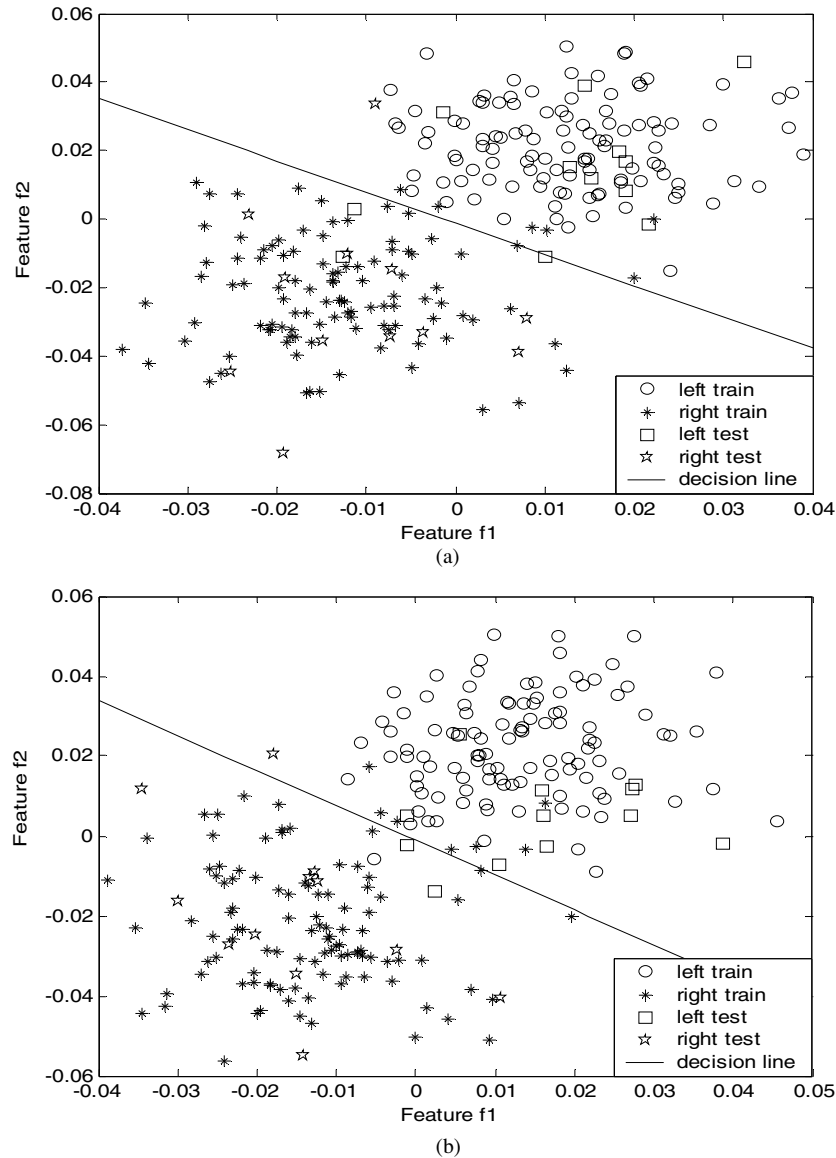 0.06
0.04
0.02
0
-0.02
-0.04
-0.06
-0.08
Feature f2
left train
right train
left test
right test
decision line
-0.04 -0.03 -0.02 -0.01 0 0.01 0.02 0.03 0.04
Feature f1
(a)
0.06
0.04
0.02
0
-0.02
-0.04
-0.06
Feature f2
left train
right train
left test
right test
decision line
-0.04 -0.03 -0.02 -0.01 0 0.01 0.02 0.03 0.04 0.05
Feature f1
(b)